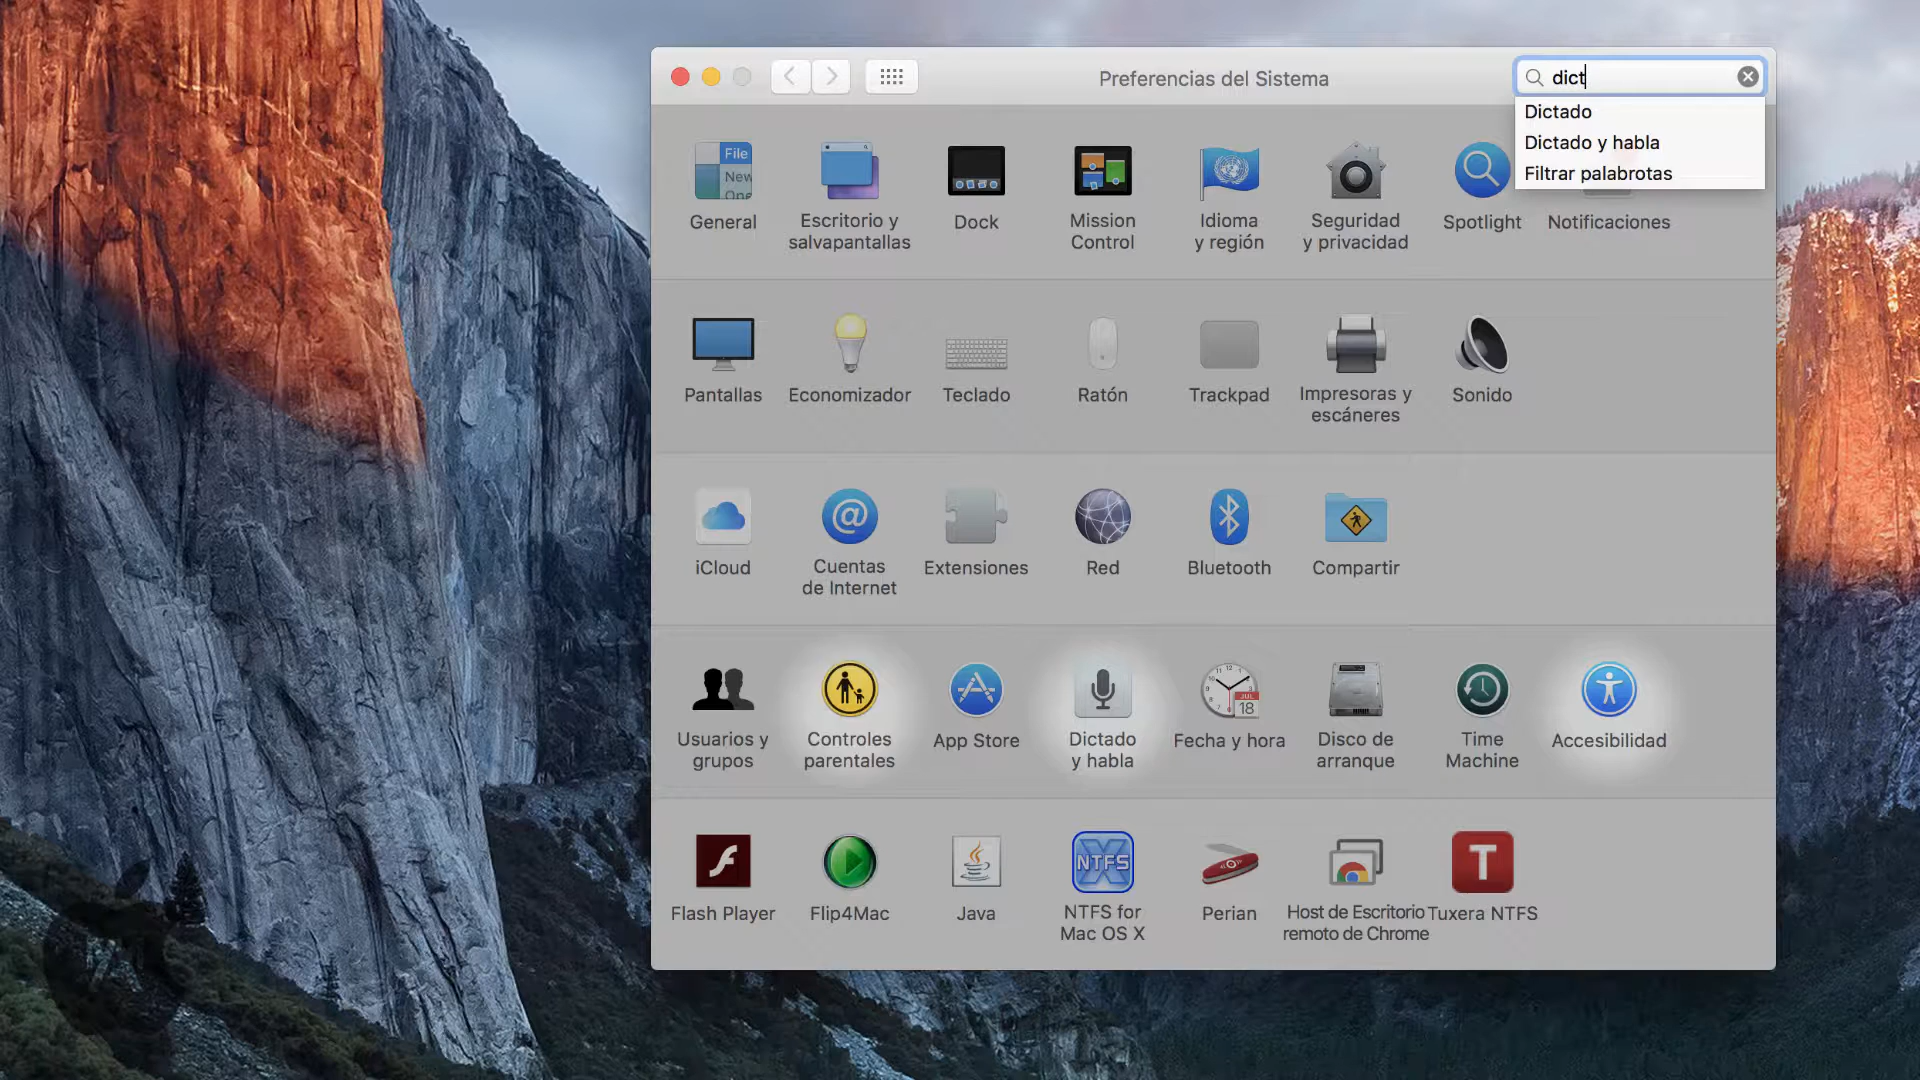 Preferencias del Sistema
dict
Dictado
Dictado y habla
Filtrar palabrotas
File
New
General
Escritorio y
salvapantallas
Dock
Mission
Control
Idioma
y región
Seguridad
y privacidad
Spotlight
Notificaciones
Pantallas
Economizador
Teclado
Ratón
Trackpad
Impresoras y
escáneres
Sonido
iCloud
@
Cuentas
de Internet
Extensiones
Red
Bluetooth
Compartir
Usuarios y
grupos
Controles
parentales
App Store
Dictado
y habla
JUL
18
Fecha y hora
Disco de
arranque
Time
Machine
Accesibilidad
Flash Player
Flip4Mac
Java
NTFS
X
NTFS for
Mac OS X
Perian
Host de Escritorio
remoto de Chrome
T
Tuxera NTFS